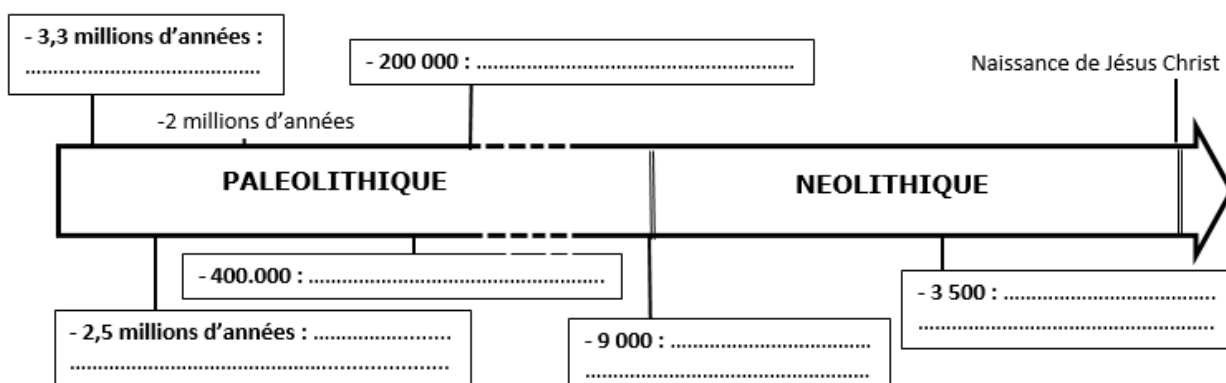 - 3,3 millions d'années :
..........................................
- 200 000 : .........................................................
Naissance de Jésus Christ
-2 millions d'années
PALEOLITHIQUE
NEOLITHIQUE
- 400.000 : .....................................................
- 3 500 : ......................................
.....................................................
- 2,5 millions d'années : .........................
....................................................................
- 9 000 : ....................................
...................................................